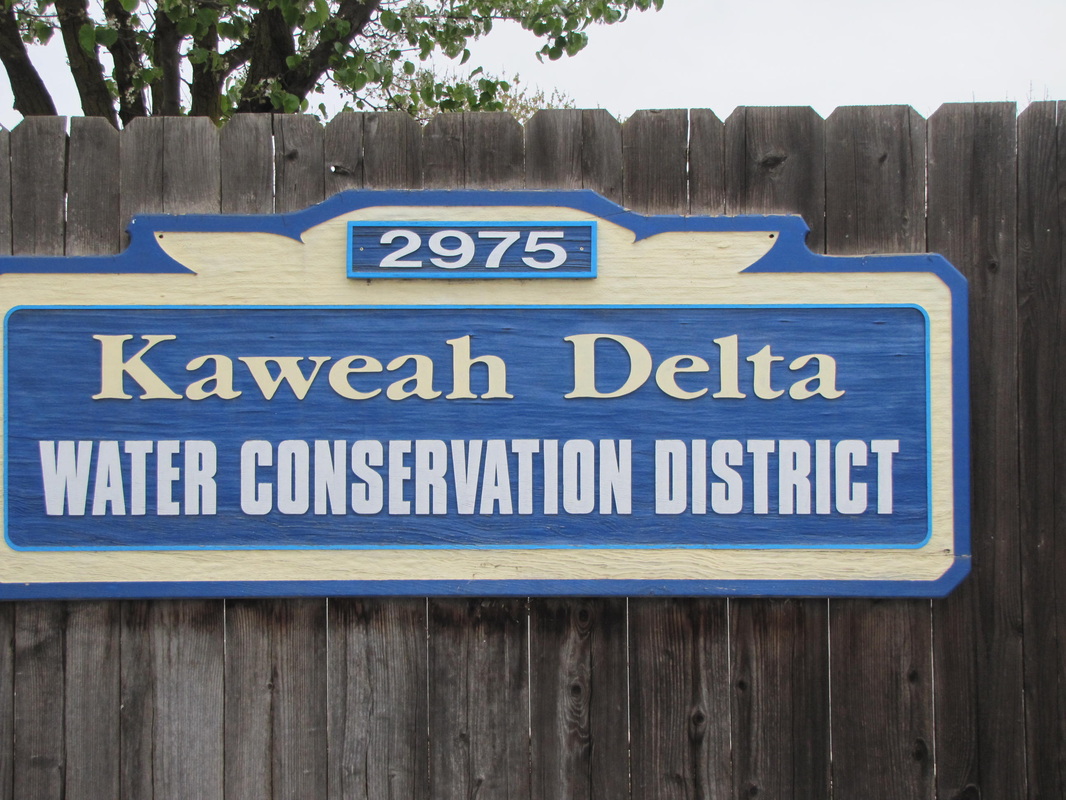 2975
Kaweah Delta
WATER CONSERVATION DISTRICT